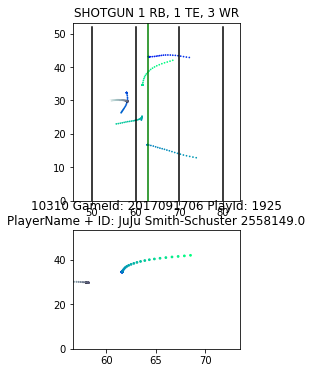 SHOTGUN 1 RB, 1 TE, 3 WR
50
40
30
20
10
0
50 60 70 80
10310 GameId: 2017091706 PlayId: 1925
PlayerName + ID: JuJu Smith-Schuster 2558149.0
40
20
0
60 65 70